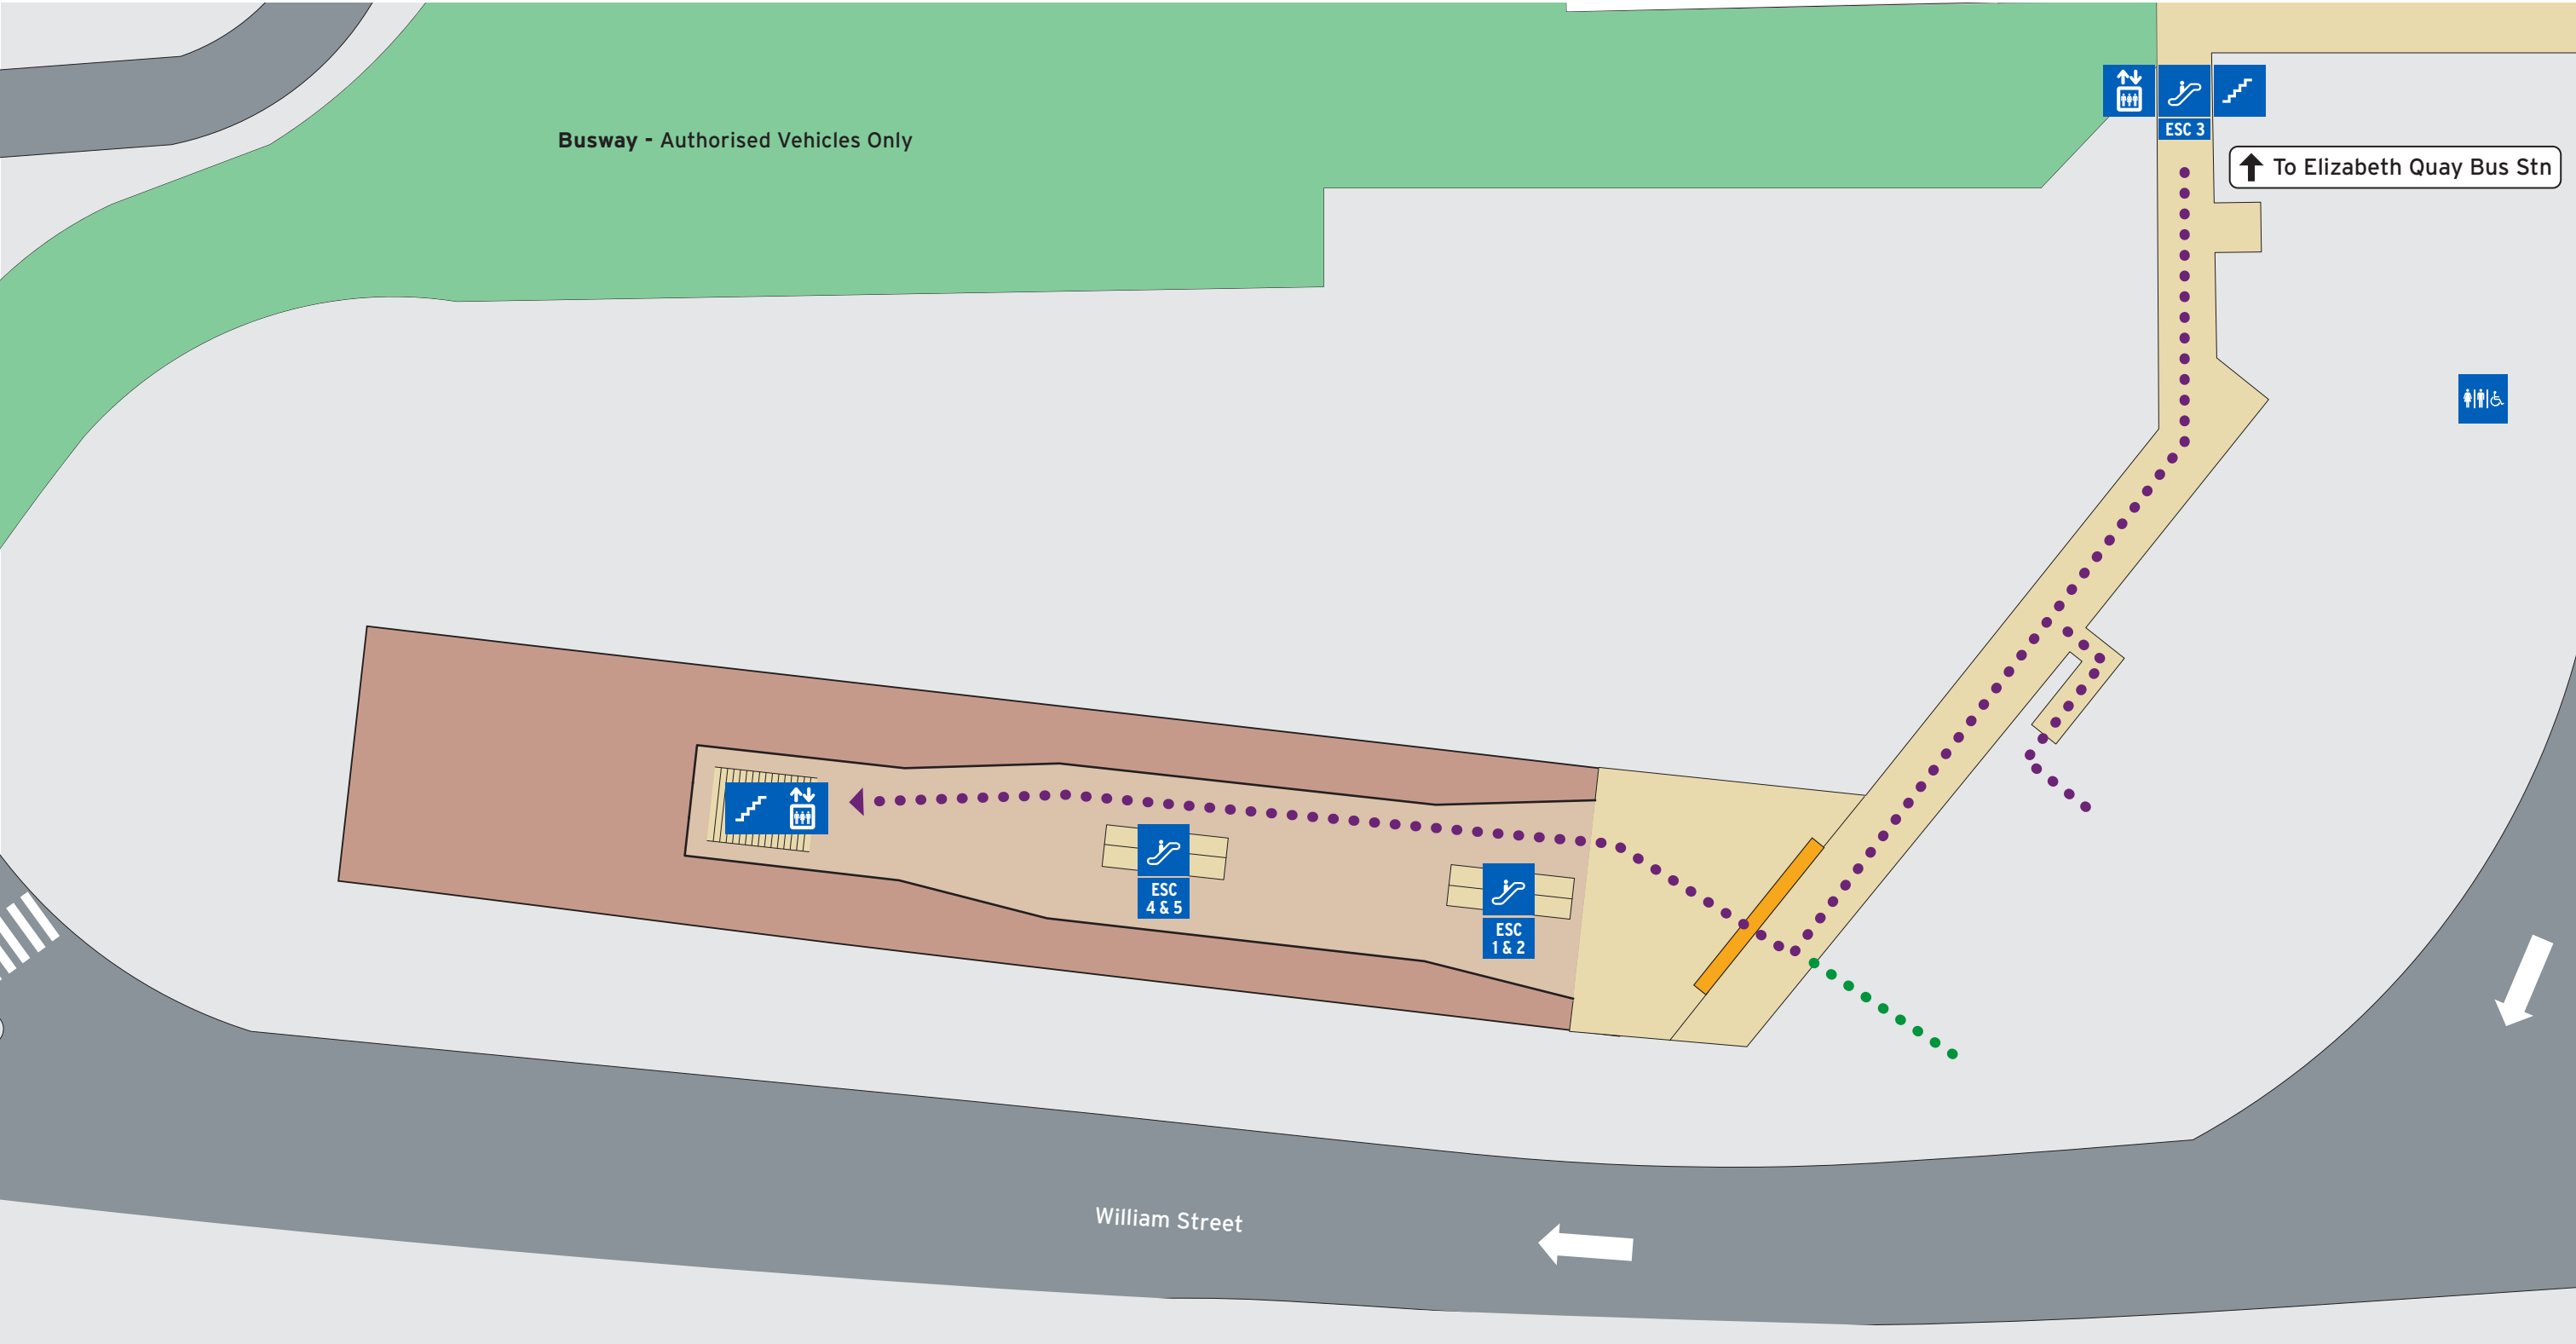 Busway - Authorised Vehicles Only
ESC 3
To Elizabeth Quay Bus Stn
ESC
4 & 5
ESC
1 & 2
William Street